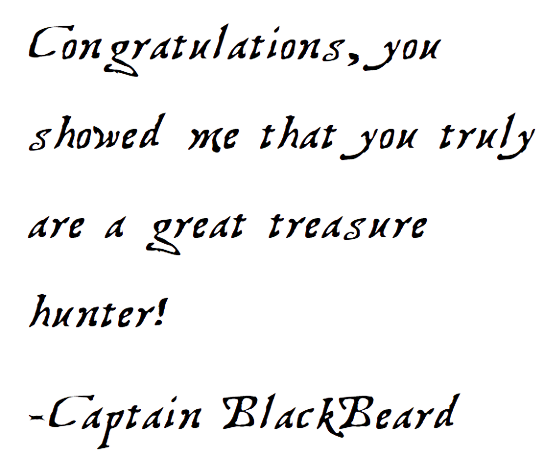 Congratulations, you
showed me that you truly
are a great treasure
hunter!
-Captain BlackBeard